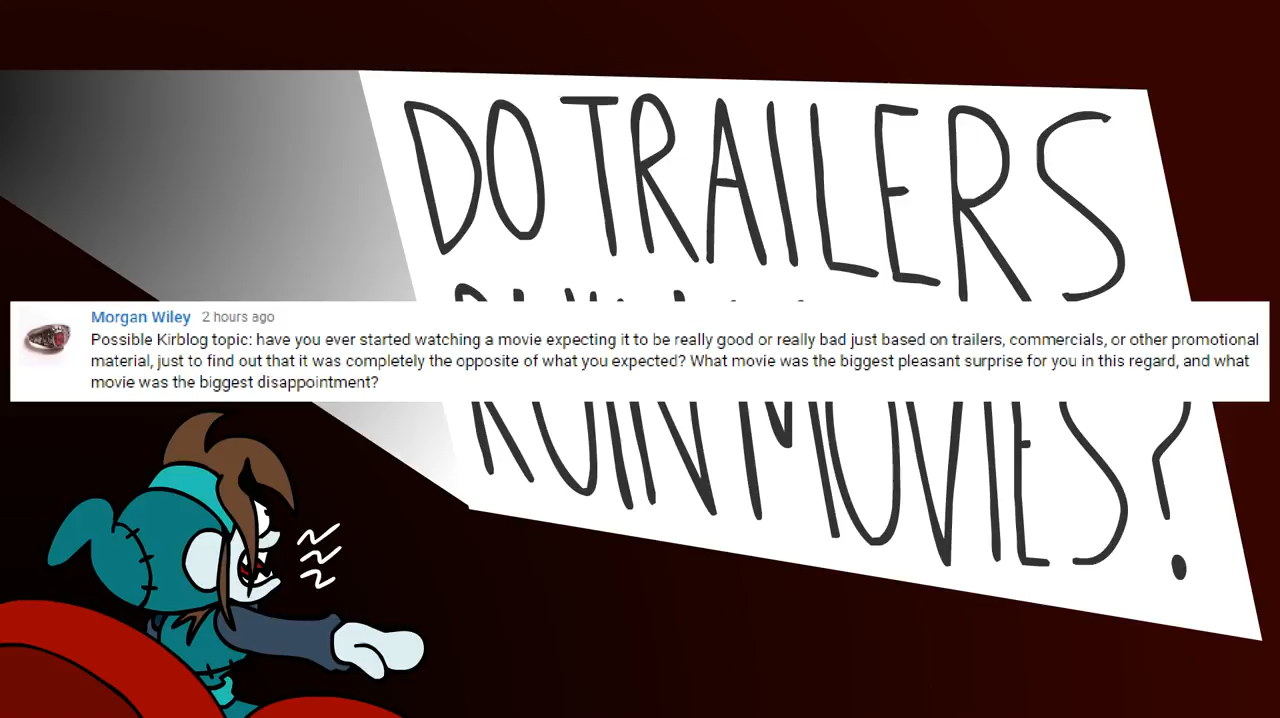 DO TRAILERS
Morgan Wiley 2 hours ago
Possible Kirblog topic: have you ever started watching a movie expecting it to be really good or really bad just based on trailers, commercials, or other promotional
material, just to find out that it was completely the opposite of what you expected? What movie was the biggest pleasant surprise for you in this regard, and what
movie was the biggest disappointment?
RUIN MOVIES?